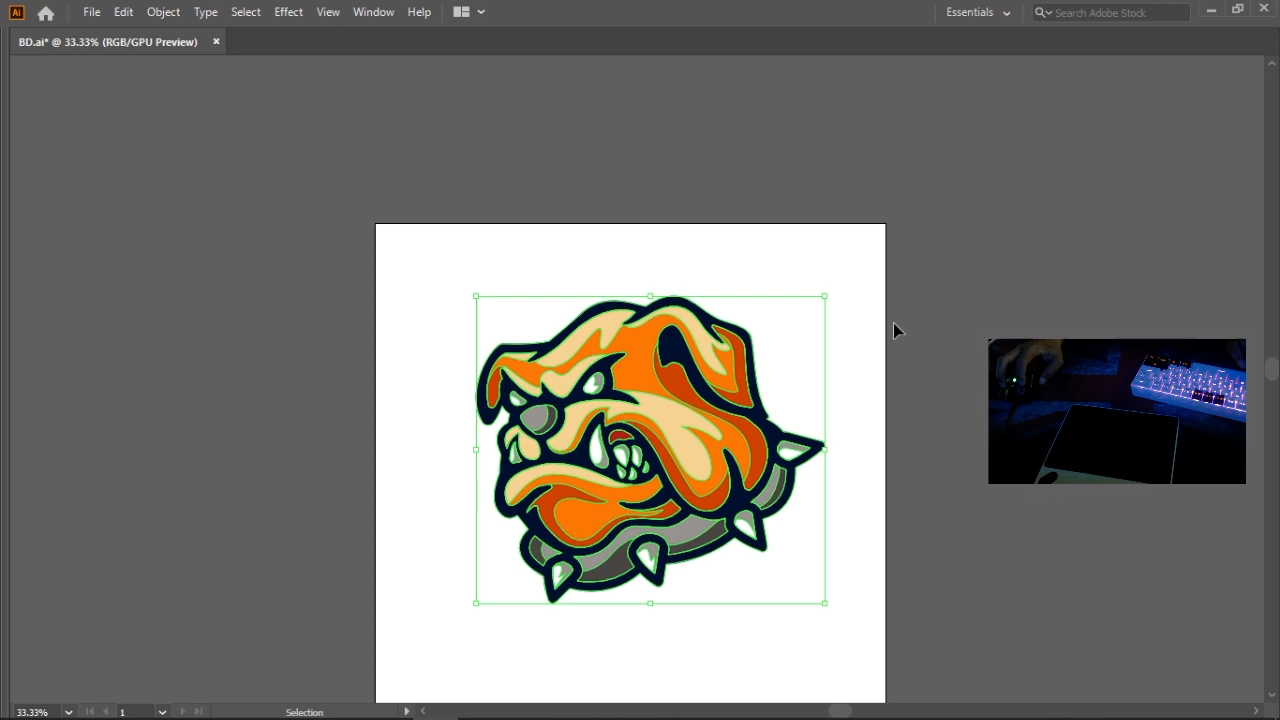 Ai File Edit Object Type Select Effect View Window Help Essentials Search Adobe Stock
BD.ai* @ 33.33% (RGB/GPU Preview)
33.33% 1 Selection